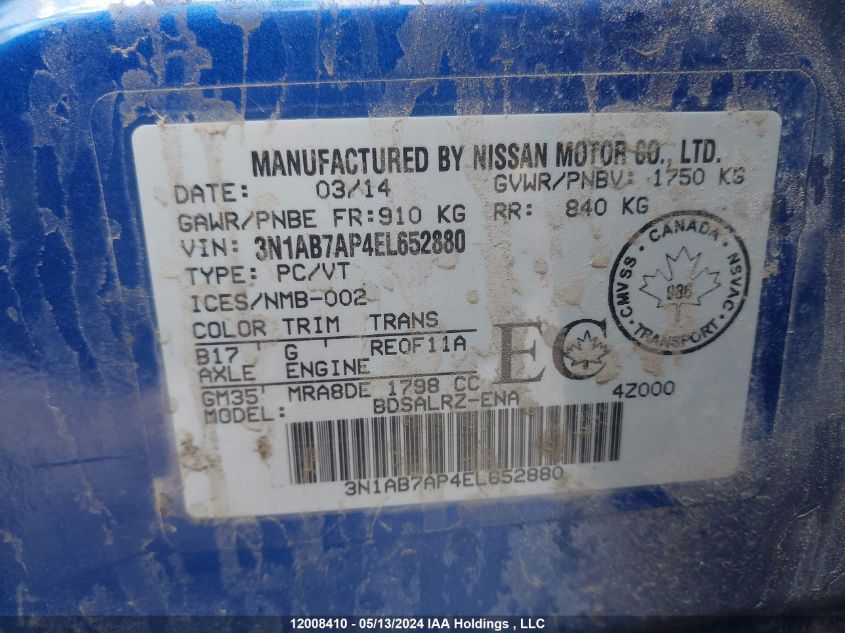 MANUFACTURED BY NISSAN MOTOR CO., LTD.
DATE: 03/14 GVWR/PNBV: 1750 KG
GAWR/PNBE FR:910 KG RR: 840 KG
VIN: 3N1AB7AP4EL652880
TYPE: PC/VT
ICES/NMB-002
COLOR TRIM TRANS
B17 G RE0F11A
AXLE ENGINE
GM35 MRA8DE 1798 CC
MODEL: BDSALRZ-ENA 4Z000
EC
CANADA
CMVSS NSVAC
936
TRANSPORT
3N1AB7AP4EL652880
12008410 - 05/13/2024 IAA Holdings , LLC